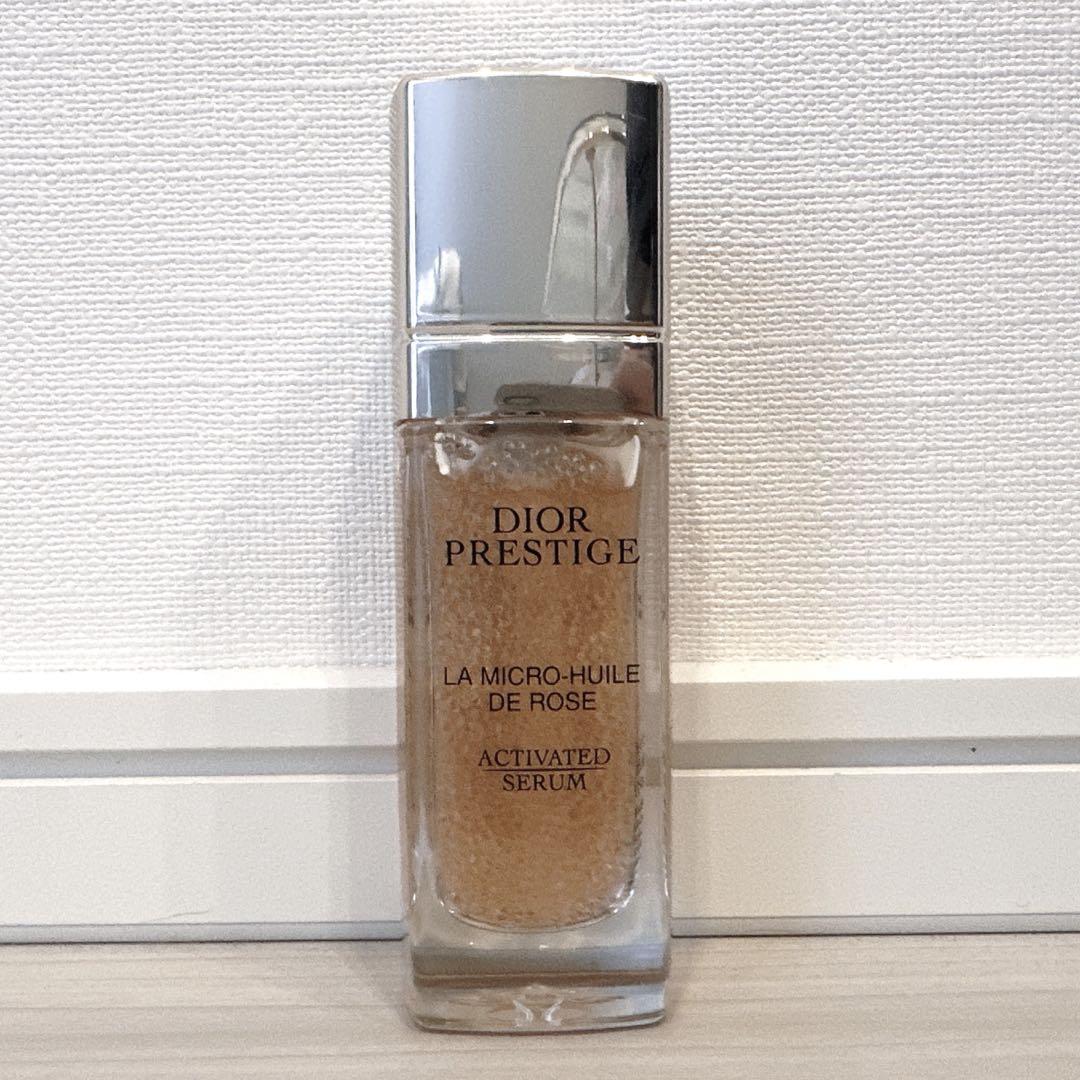 DIOR
PRESTIGE
LA MICRO-HUILE
DE ROSE
ACTIVATED
SERUM